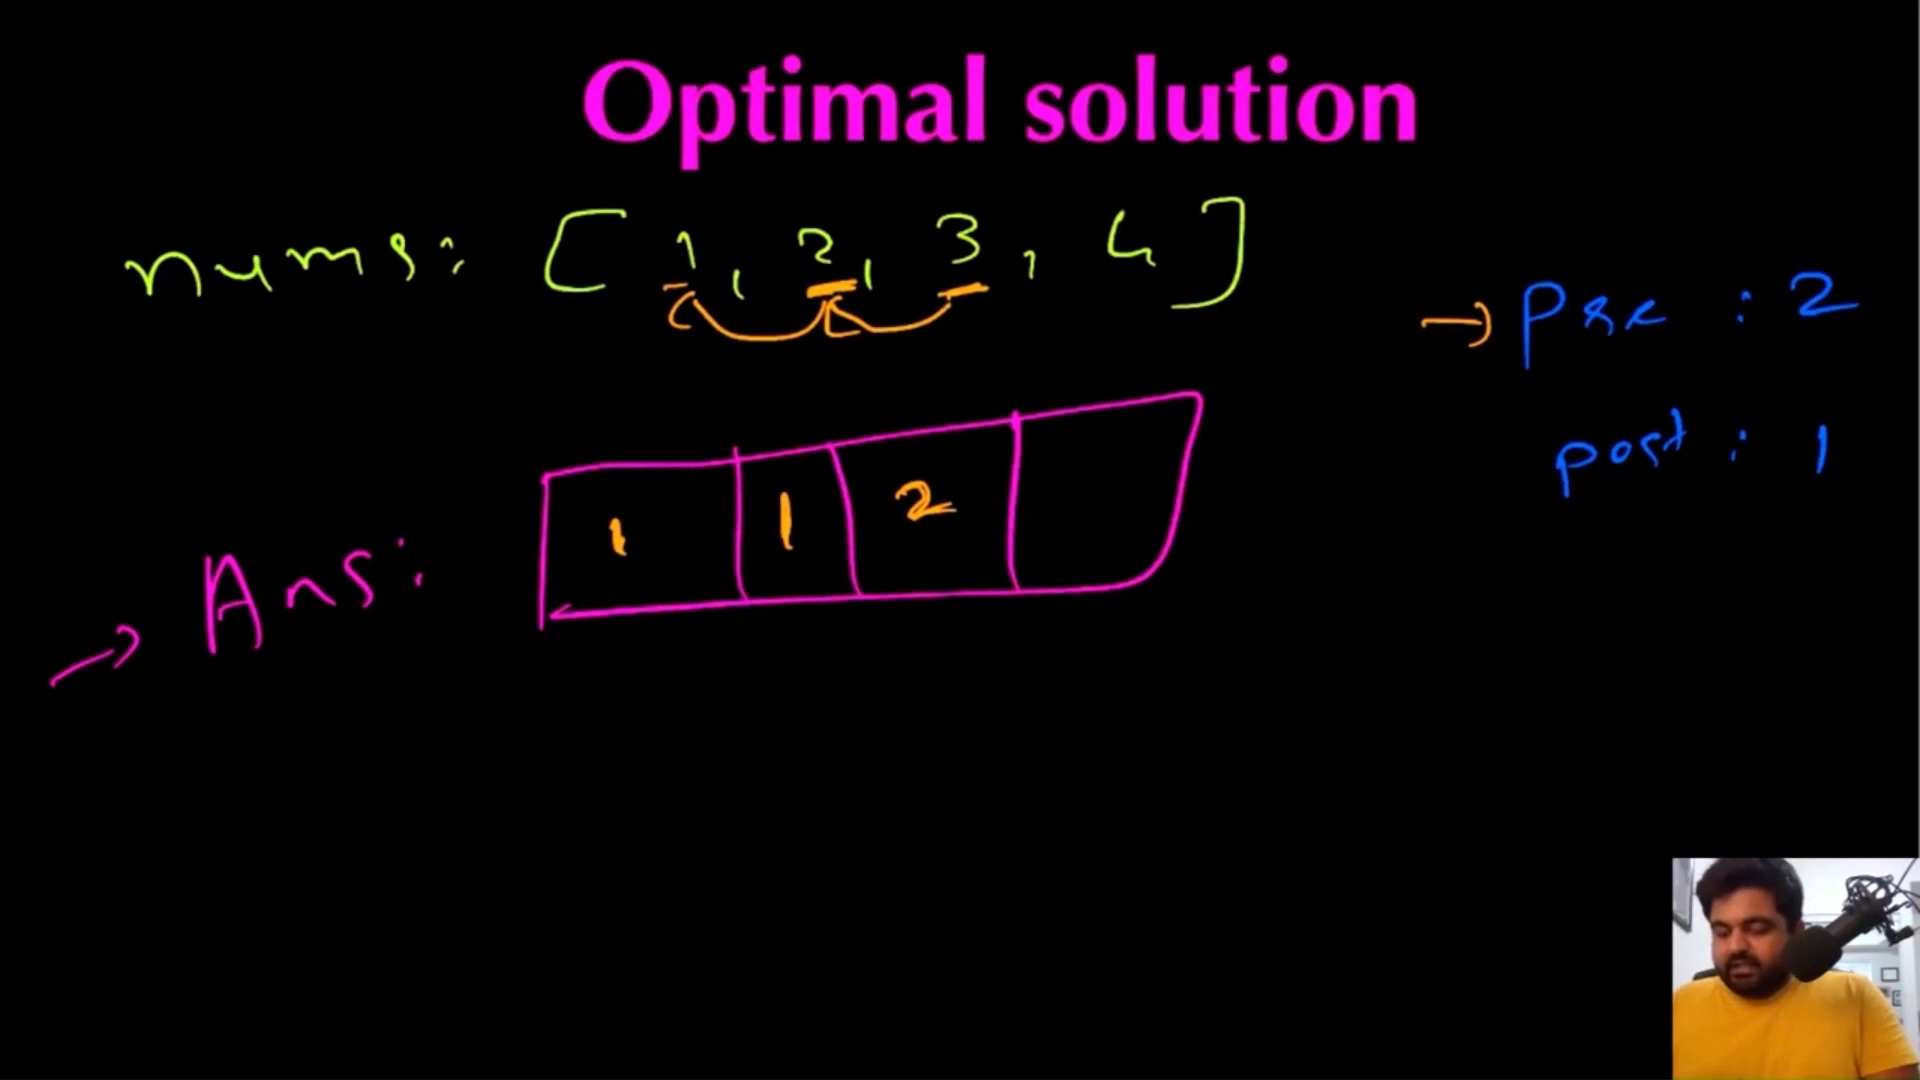 Optimal solution
nums: [ 1, 2, 3, 4 ]
→ Pre : 2
post : 1
→ Ans: 1 1 2